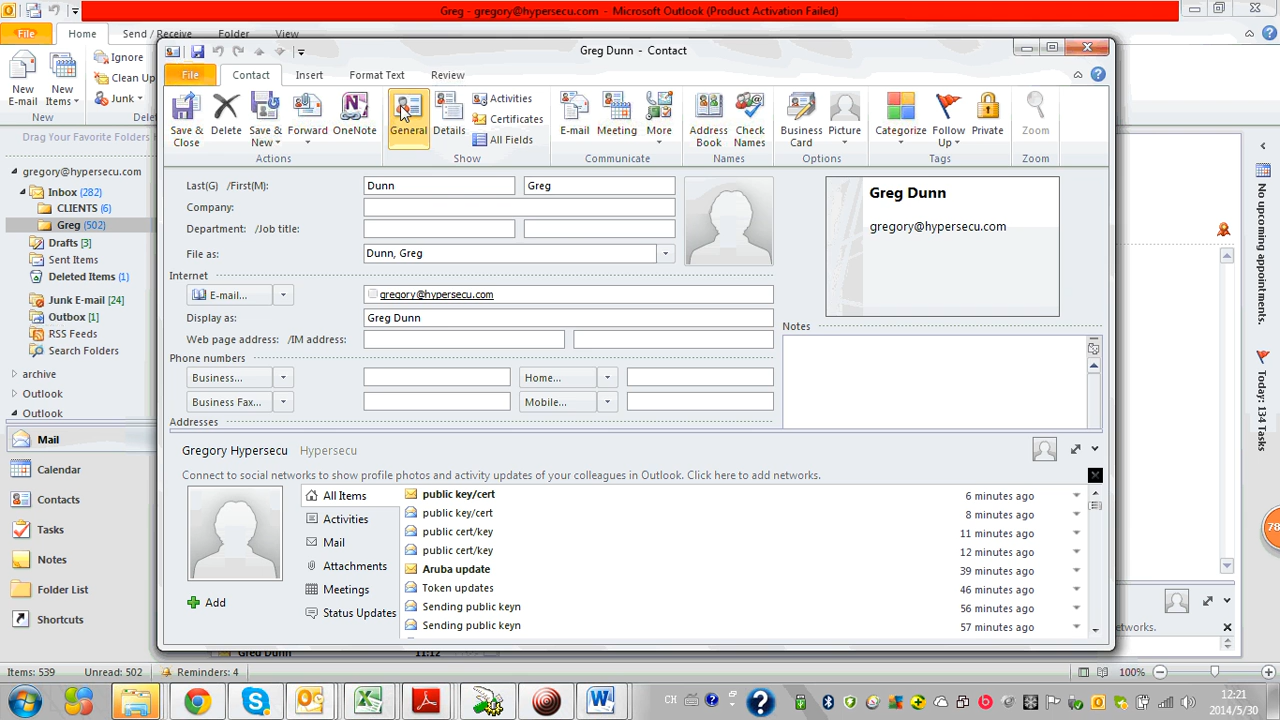 Greg - gregory@hypersecu.com - Microsoft Outlook (Product Activation Failed)
File Home Send / Receive Folder
Ignore
Clean Up
Junk
New E-mail
New Items
New
Delet
Drag Your Favorite Folders
gregory@hypersecu.com
Inbox (282)
CLIENTS (6)
Greg (502)
Drafts [3]
Sent Items
Deleted Items (1)
Junk E-mail [24]
Outbox [1]
RSS Feeds
Search Folders
archive
Outlook
Outlook
Mail
Calendar
Contacts
Tasks
Notes
Folder List
Shortcuts
Greg Dunn - Contact
File Contact Insert Format Text Review
Save & Close
Delete
Save & New
Forward
OneNote
Actions
General
Details
Activities
Certificates
All Fields
Show
E-mail
Meeting
More
Communicate
Address Book
Check Names
Names
Business Card
Picture
Options
Categorize
Follow Up
Private
Tags
Zoom
Zoom
Last(G) /First(M): Dunn Greg
Company:
Department: /Job title:
File as: Dunn, Greg
Internet
E-mail... gregory@hypersecu.com
Display as: Greg Dunn
Web page address: /IM address:
Phone numbers
Business... Home...
Business Fax... Mobile...
Addresses
Greg Dunn
gregory@hypersecu.com
Notes
Gregory Hypersecu Hypersecu
Connect to social networks to show profile photos and activity updates of your colleagues in Outlook. Click here to add networks.
Add
All Items
Activities
Mail
Attachments
Meetings
Status Updates
public key/cert 6 minutes ago
public key/cert 8 minutes ago
public cert/key 11 minutes ago
public cert/key 12 minutes ago
Aruba update 39 minutes ago
Token updates 46 minutes ago
Sending public keyn 56 minutes ago
Sending public keyn 57 minutes ago
No upcoming appointments.
Today: 134 Tasks
78
tworks.
Greg Dunn 11:12
Items: 539 Unread: 502 Reminders: 4 100%
CH
12:21
2014/5/30